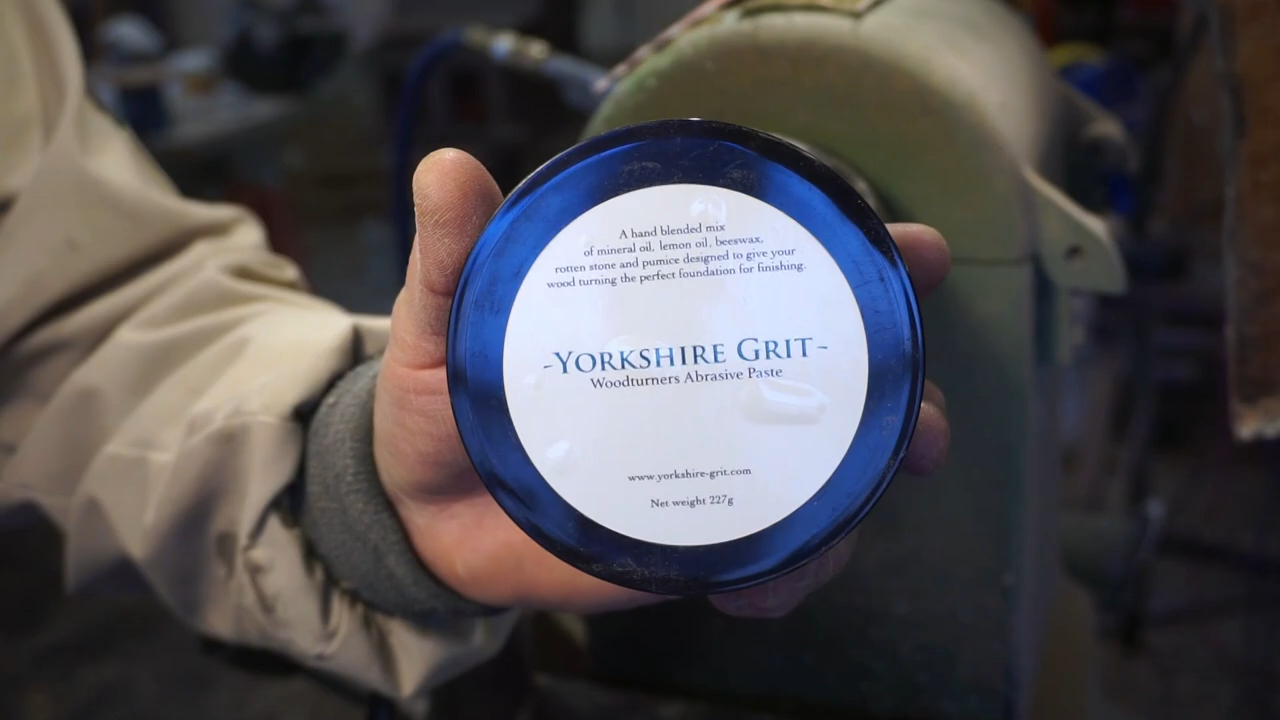 A hand blended mix
of mineral oil, lemon oil, beeswax,
rotten stone and pumice designed to give your
wood turning the perfect foundation for finishing.
-YORKSHIRE GRIT-
Woodturners Abrasive Paste
www.yorkshire-grit.com
Net weight 227g